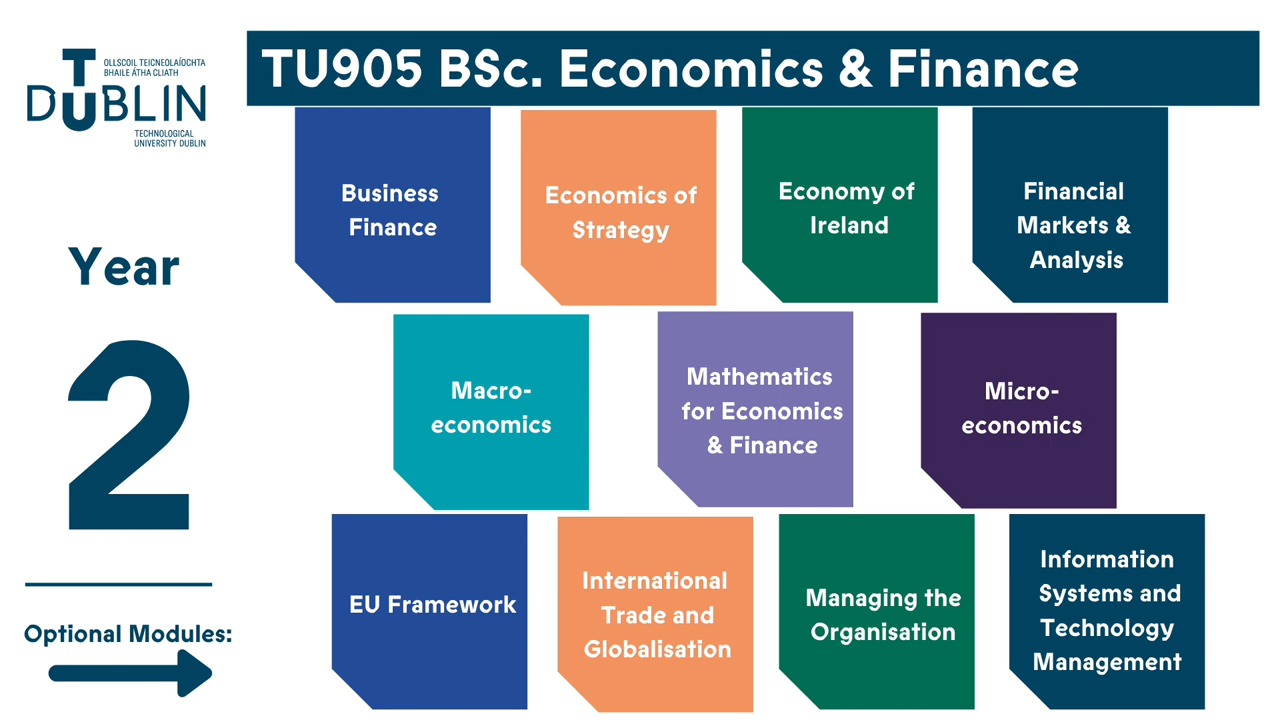 T
OLLSCOIL TEICNEOLAÍOCHTA
BHAILE ÁTHA CLIATH
DUBLIN
TECHNOLOGICAL
UNIVERSITY DUBLIN
TU905 BSc. Economics & Finance
Year
2
Business
Finance
Economics of
Strategy
Economy of
Ireland
Financial
Markets &
Analysis
Macro-
economics
Mathematics
for Economics
& Finance
Micro-
economics
Optional Modules:
EU Framework
International
Trade and
Globalisation
Managing the
Organisation
Information
Systems and
Technology
Management